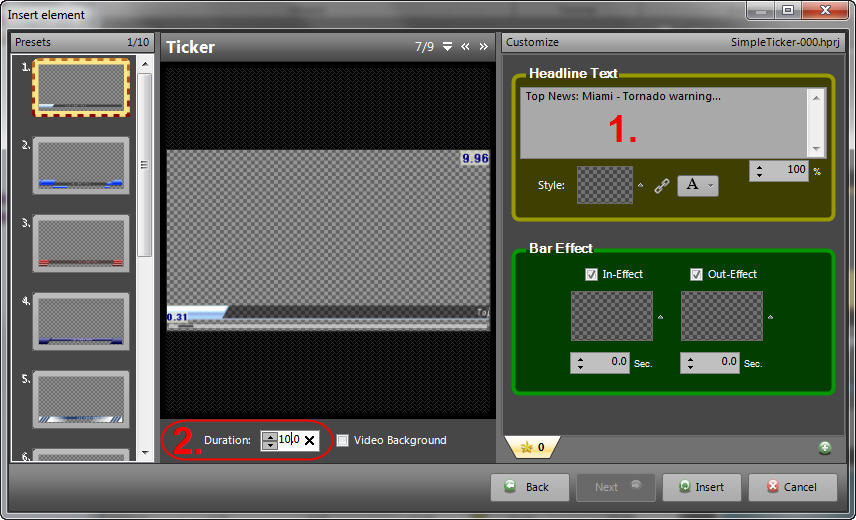 Insert element
Presets 1/10
Ticker 7/9
Customize SimpleTicker-000.hprj
1.
2.
3.
4.
5.
6.
9.96
0.31
Top
Headline Text
Top News: Miami - Tornado warning...
1.
Style: A 100 %
Bar Effect
In-Effect Out-Effect
0.0 Sec. 0.0 Sec.
2. Duration: 10.0 Video Background
0
Back Next Insert Cancel